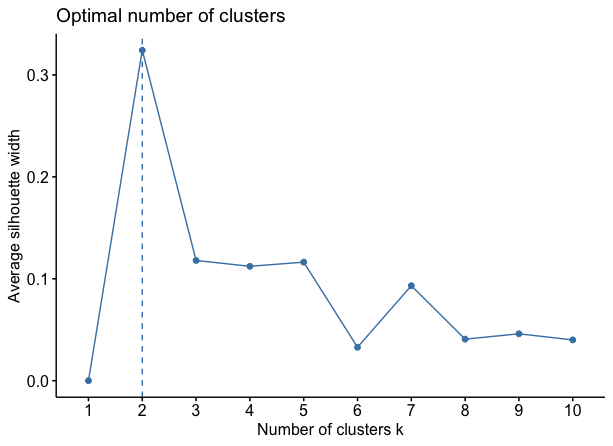 Optimal number of clusters
Average silhouette width
0.3
0.2
0.1
0.0
1 2 3 4 5 6 7 8 9 10
Number of clusters k